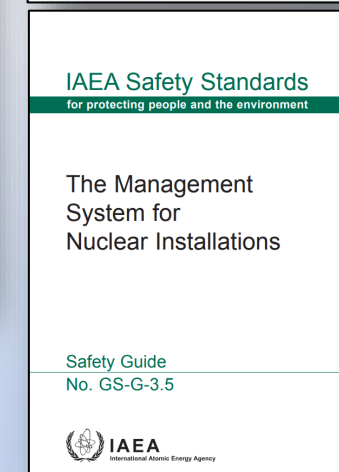 IAEA Safety Standards
for protecting people and the environment
The Management
System for
Nuclear Installations
Safety Guide
No. GS-G-3.5
IAEA
International Atomic Energy Agency